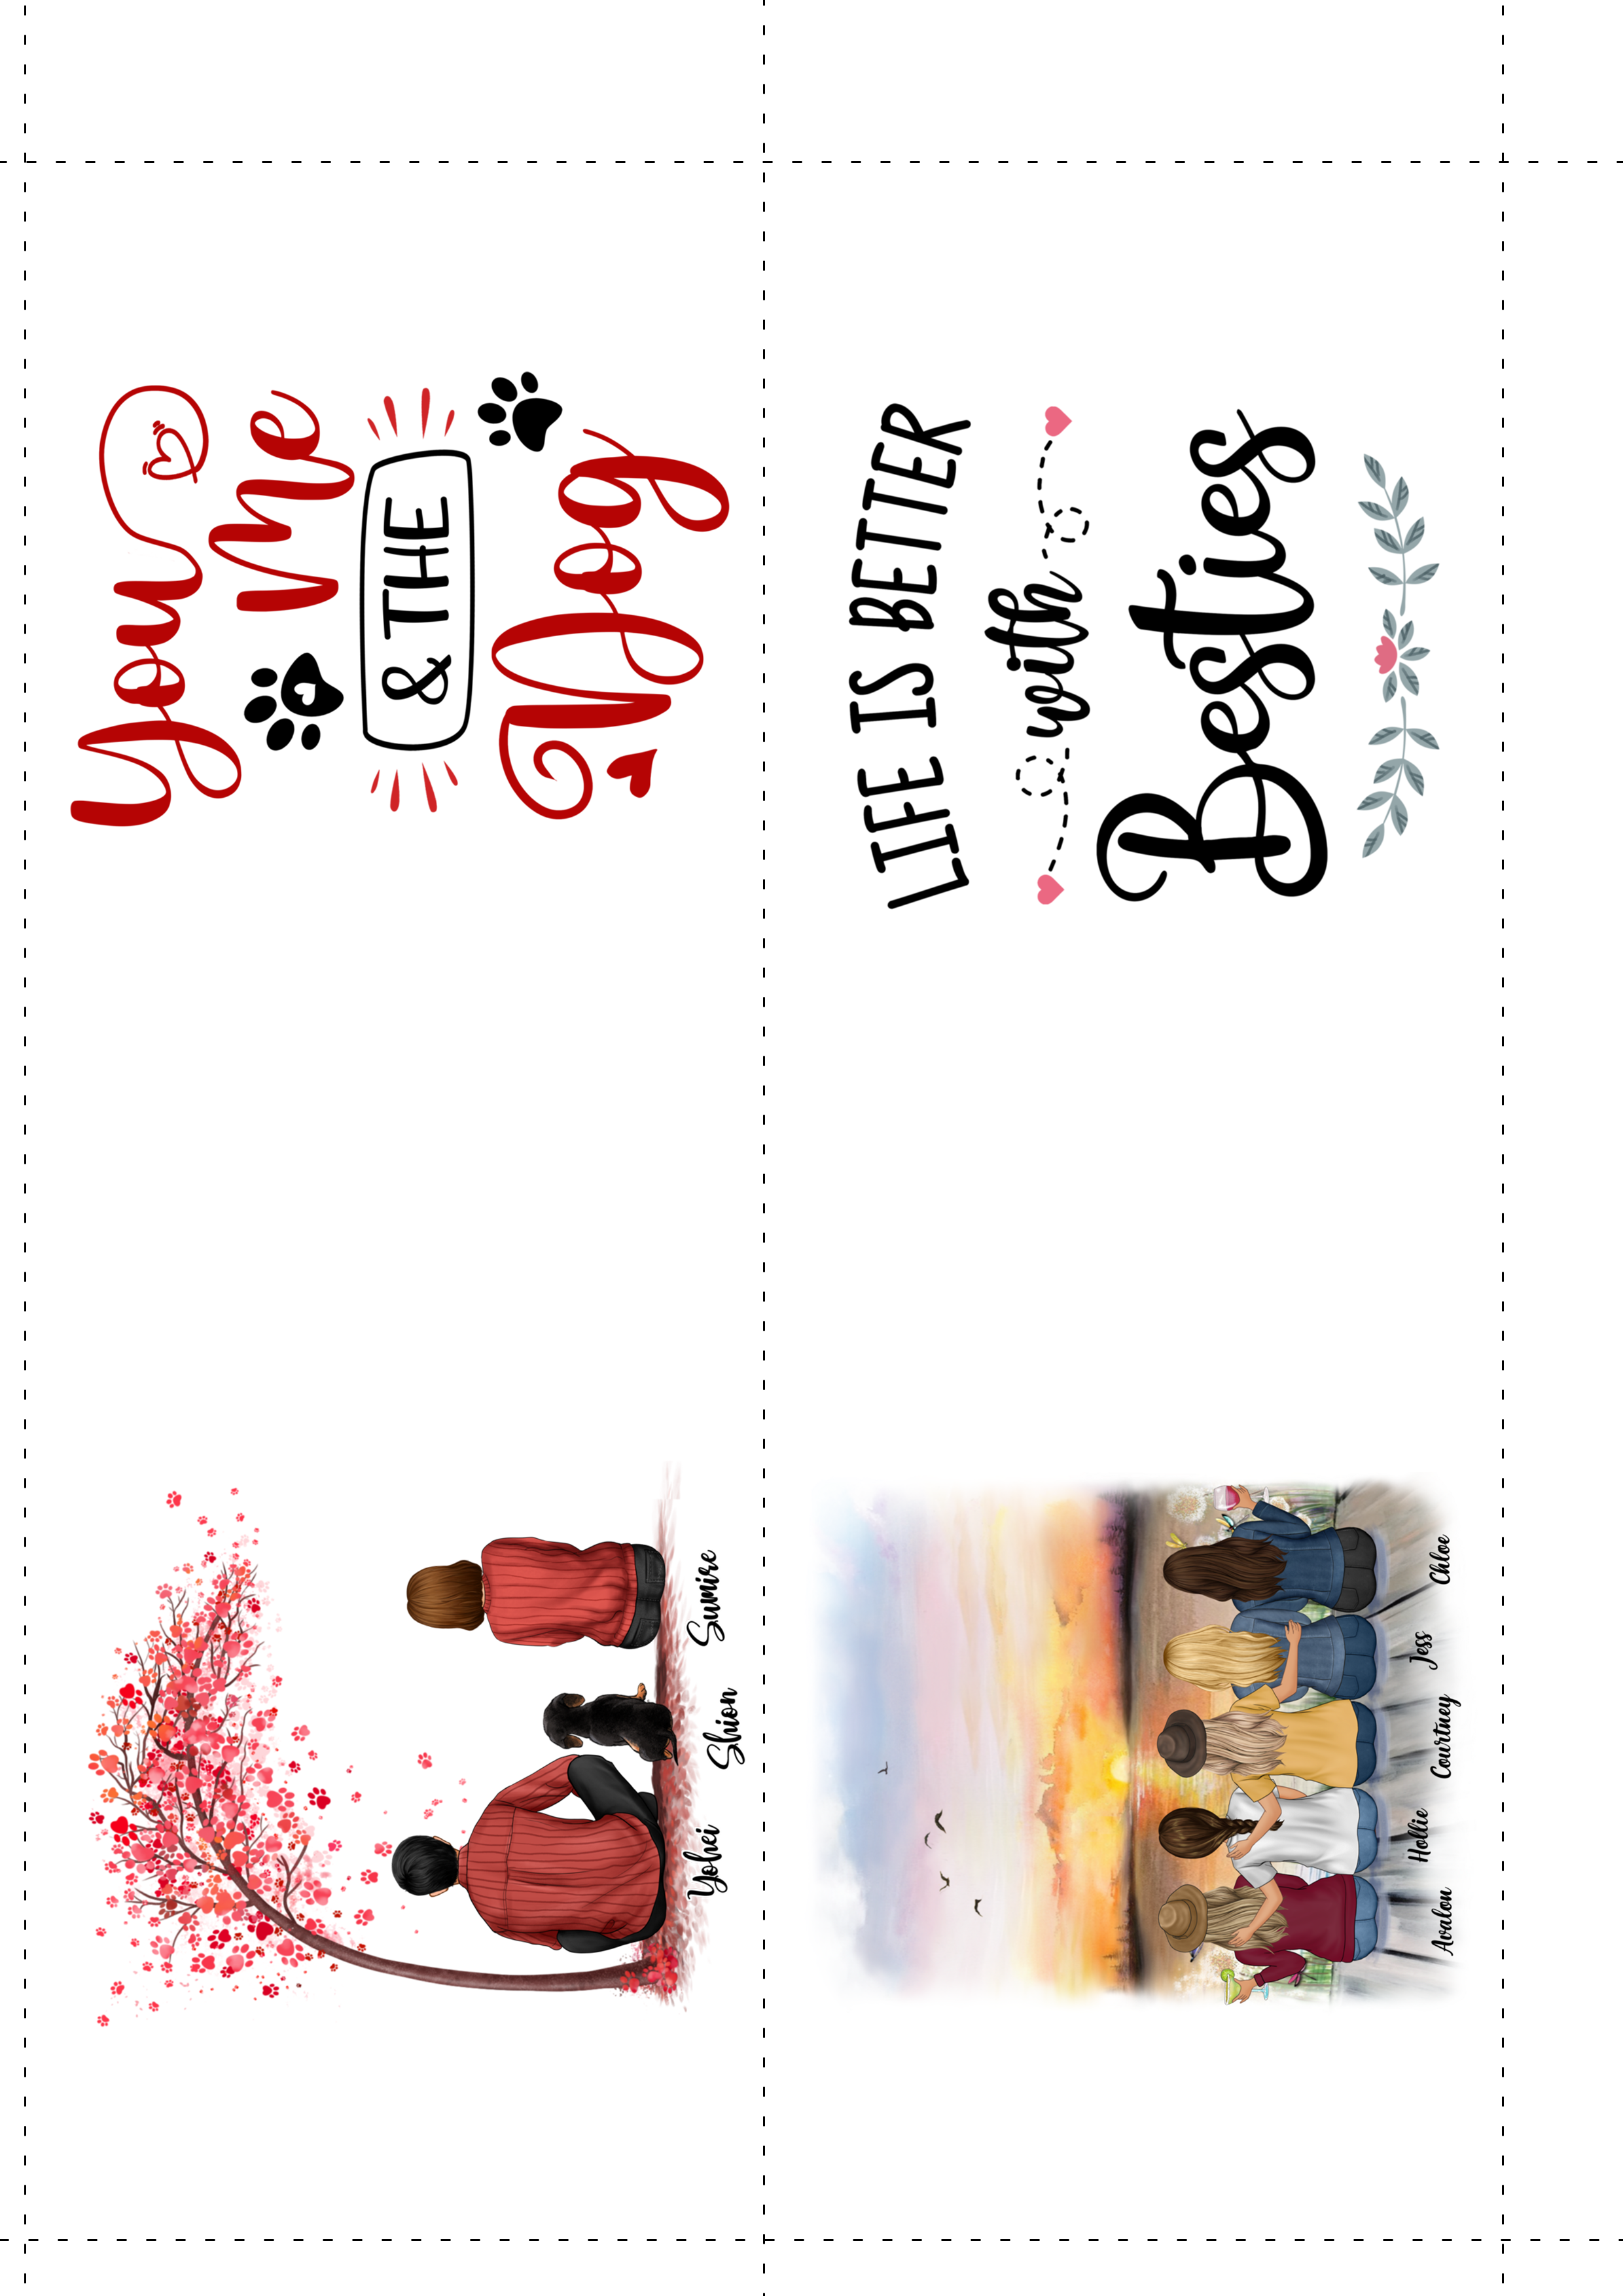 You
Me
& THE
Dog
Yohei
Shion
Sumire
LIFE IS BETTER
with
Besties
Avalon
Hollie
Courtney
Jess
Chloe